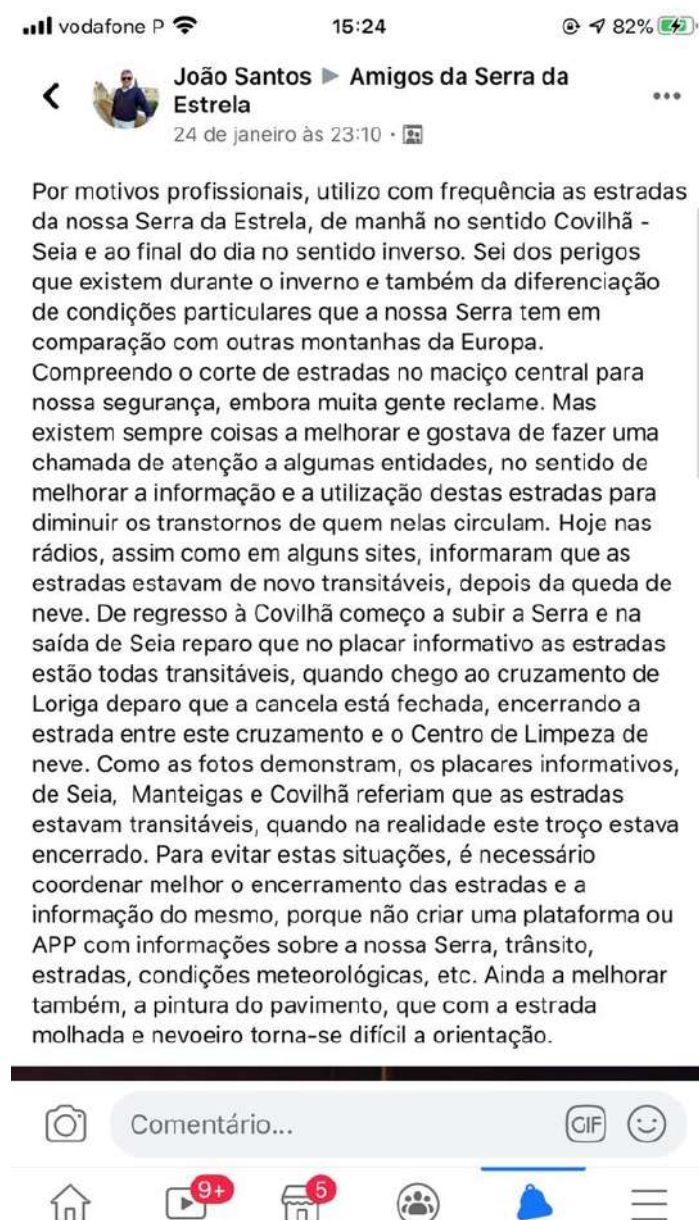 vodafone P
15:24
82%
João Santos ▶ Amigos da Serra da
Estrela
24 de janeiro às 23:10 ·
Por motivos profissionais, utilizo com frequência as estradas
da nossa Serra da Estrela, de manhã no sentido Covilhã -
Seia e ao final do dia no sentido inverso. Sei dos perigos
que existem durante o inverno e também da diferenciação
de condições particulares que a nossa Serra tem em
comparação com outras montanhas da Europa.
Compreendo o corte de estradas no maciço central para
nossa segurança, embora muita gente reclame. Mas
existem sempre coisas a melhorar e gostava de fazer uma
chamada de atenção a algumas entidades, no sentido de
melhorar a informação e a utilização destas estradas para
diminuir os transtornos de quem nelas circulam. Hoje nas
rádios, assim como em alguns sites, informaram que as
estradas estavam de novo transitáveis, depois da queda de
neve. De regresso à Covilhã começo a subir a Serra e na
saída de Seia reparo que no placar informativo as estradas
estão todas transitáveis, quando chego ao cruzamento de
Loriga deparo que a cancela está fechada, encerrando a
estrada entre este cruzamento e o Centro de Limpeza de
neve. Como as fotos demonstram, os placares informativos,
de Seia, Manteigas e Covilhã referiam que as estradas
estavam transitáveis, quando na realidade este troço estava
encerrado. Para evitar estas situações, é necessário
coordenar melhor o encerramento das estradas e a
informação do mesmo, porque não criar uma plataforma ou
APP com informações sobre a nossa Serra, trânsito,
estradas, condições meteorológicas, etc. Ainda a melhorar
também, a pintura do pavimento, que com a estrada
molhada e nevoeiro torna-se difícil a orientação.
Comentário...
GIF
9+
5